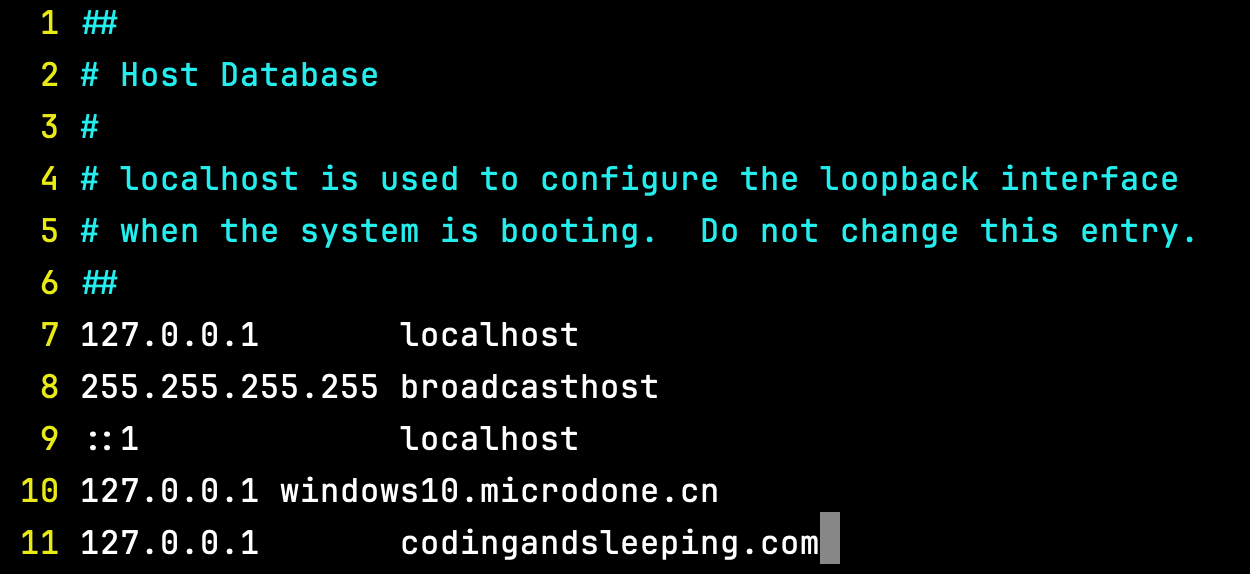 1 ##
2 # Host Database
3 #
4 # localhost is used to configure the loopback interface
5 # when the system is booting.  Do not change this entry.
6 ##
7 127.0.0.1       localhost
8 255.255.255.255 broadcasthost
9 ::1             localhost
10 127.0.0.1 windows10.microdone.cn
11 127.0.0.1       codingandsleeping.com